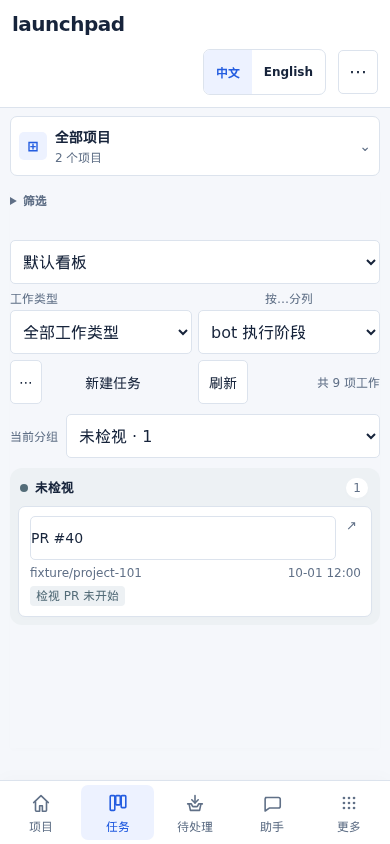 launchpad
中文 English ...
全部项目
2 个项目
筛选
默认看板
工作类型 按...分列
全部工作类型 bot 执行阶段
... 新建任务 刷新 共 9 项工作
当前分组 未检视 · 1
未检视 1
PR #40
fixture/project-101 10-01 12:00
检视 PR 未开始
项目 任务 待处理 助手 更多